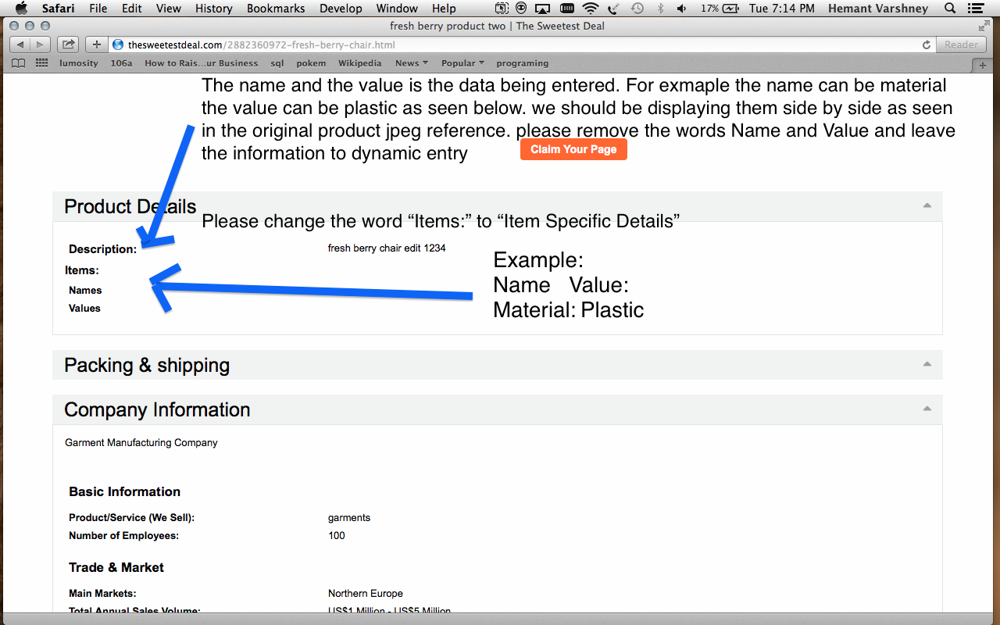 Safari File Edit View History Bookmarks Develop Window Help 17% Tue 7:14 PM Hemant Varshney
fresh berry product two | The Sweetest Deal
thesweetestdeal.com/2882360972-fresh-berry-chair.html Reader
lumosity 106a How to Rais...ur Business sql pokem Wikipedia News Popular programing
The name and the value is the data being entered. For exmaple the name can be material
the value can be plastic as seen below. we should be displaying them side by side as seen
in the original product jpeg reference. please remove the words Name and Value and leave
the information to dynamic entry
Claim Your Page
Product Details
Please change the word “Items:” to “Item Specific Details”
Description: fresh berry chair edit 1234
Example:
Items:
Name Value:
Names
Material: Plastic
Values
Packing & shipping
Company Information
Garment Manufacturing Company
Basic Information
Product/Service (We Sell): garments
Number of Employees: 100
Trade & Market
Main Markets: Northern Europe
Total Annual Sales Volume: US$1 Million - US$5 Million